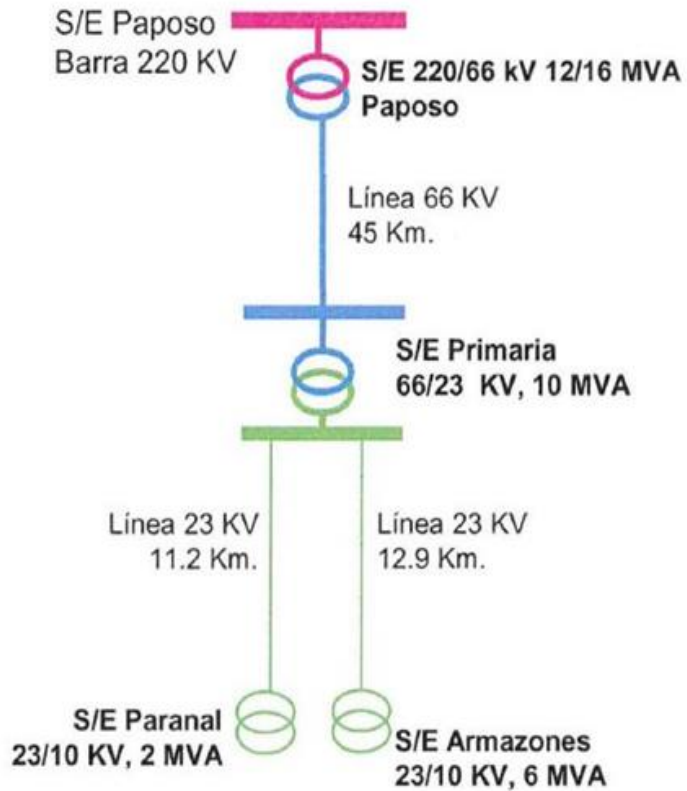 S/E Paposo
Barra 220 KV
S/E 220/66 kV 12/16 MVA
Paposo
Línea 66 KV
45 Km.
S/E Primaria
66/23 KV, 10 MVA
Línea 23 KV
11.2 Km.
Línea 23 KV
12.9 Km.
S/E Paranal
23/10 KV, 2 MVA
S/E Armazones
23/10 KV, 6 MVA